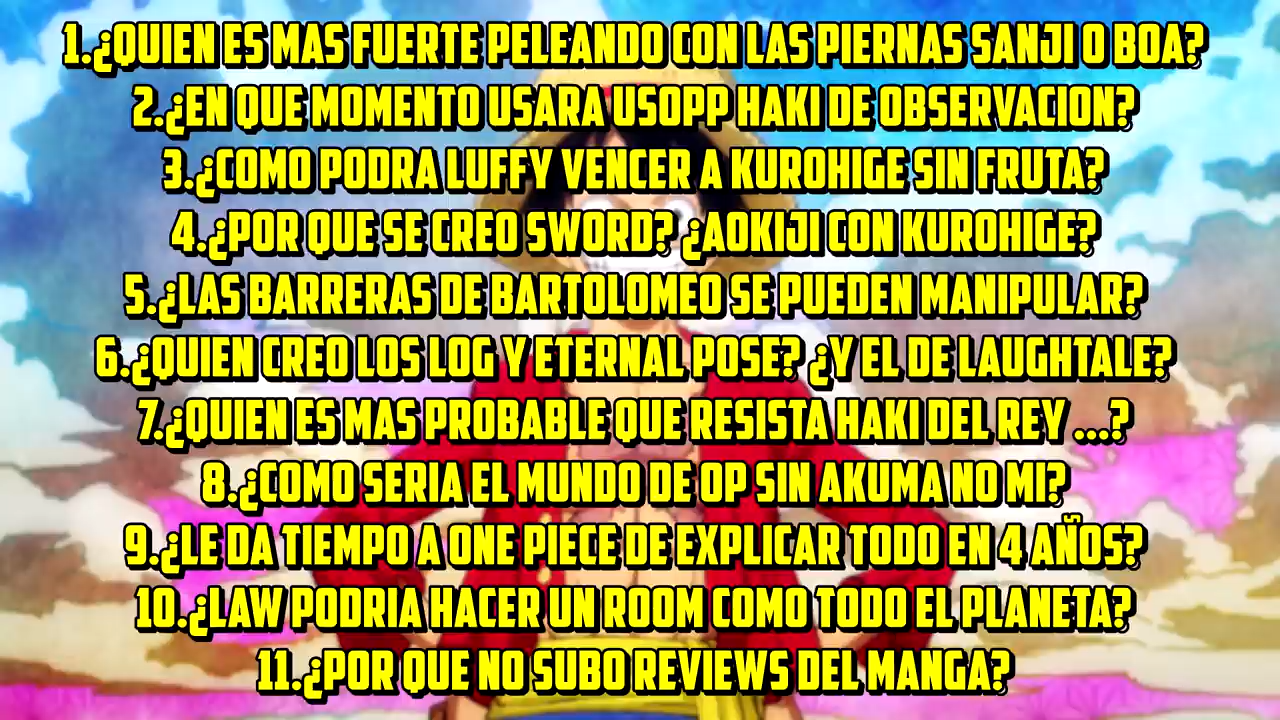 1.¿QUIEN ES MAS FUERTE PELEANDO CON LAS PIERNAS SANJI O BOA?
2.¿EN QUE MOMENTO USARA USOPP HAKI DE OBSERVACION?
3.¿COMO PODRA LUFFY VENCER A KUROHIGE SIN FRUTA?
4.¿POR QUE SE CREO SWORD? ¿AOKIJI CON KUROHIGE?
5.¿LAS BARRERAS DE BARTOLOMEO SE PUEDEN MANIPULAR?
6.¿QUIEN CREO LOS LOG Y ETERNAL POSE? ¿Y EL DE LAUGHTALE?
7.¿QUIEN ES MAS PROBABLE QUE RESISTA HAKI DEL REY ...?
8.¿COMO SERIA EL MUNDO DE OP SIN AKUMA NO MI?
9.¿LE DA TIEMPO A ONE PIECE DE EXPLICAR TODO EN 4 AÑOS?
10.¿LAW PODRIA HACER UN ROOM COMO TODO EL PLANETA?
11.¿POR QUE NO SUBO REVIEWS DEL MANGA?